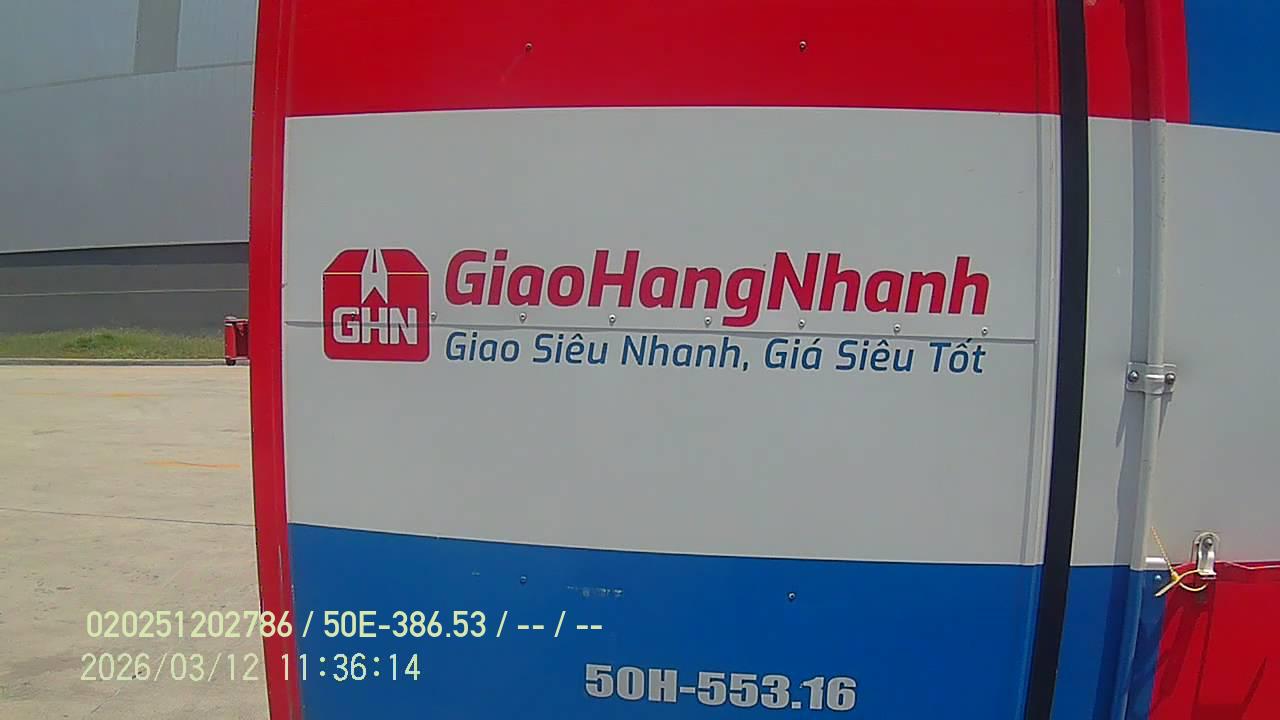 GHN
GiaoHangNhanh
Giao Siêu Nhanh, Giá Siêu Tốt
020251202786 / 50E-386.53 / -- / --
2026/03/12 11:36:14
50H-553.16